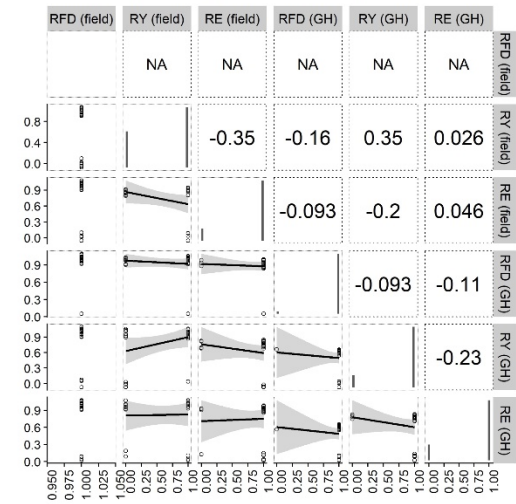 RFD (field) RY (field) RE (field) RFD (GH) RY (GH) RE (GH)
NA NA NA NA NA RFD (field)
0.8 0.4 0.0 -0.35 -0.16 0.35 0.026 RY (field)
0.9 0.6 0.3 0.0 -0.093 -0.2 0.046 RE (field)
0.9 0.6 0.3 0.0 -0.093 -0.11 RFD (GH)
0.9 0.6 0.3 0.0 -0.23 RY (GH)
0.9 0.6 0.3 0.0 RE (GH)
0.950 0.975 1.000 1.025 1.050 0.00 0.25 0.50 0.75 1.00 0.00 0.25 0.50 0.75 1.00 0.00 0.25 0.50 0.75 1.00 0.00 0.25 0.50 0.75 1.00 0.00 0.25 0.50 0.75 1.00